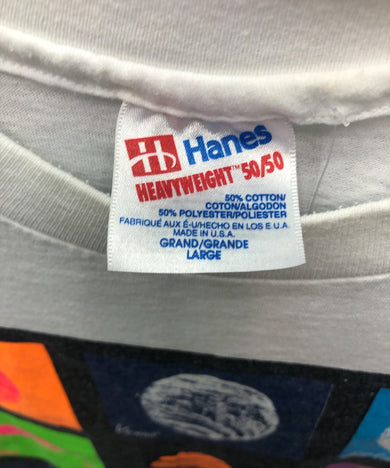 H Hanes
HEAVYWEIGHT™ 50/50
50% COTTON/
COTON/ALGODON
50% POLYESTER/POLIESTER
FABRIQUÉ AUX É-U/HECHO EN LOS E.U.A.
MADE IN U.S.A.
GRAND/GRANDE
LARGE